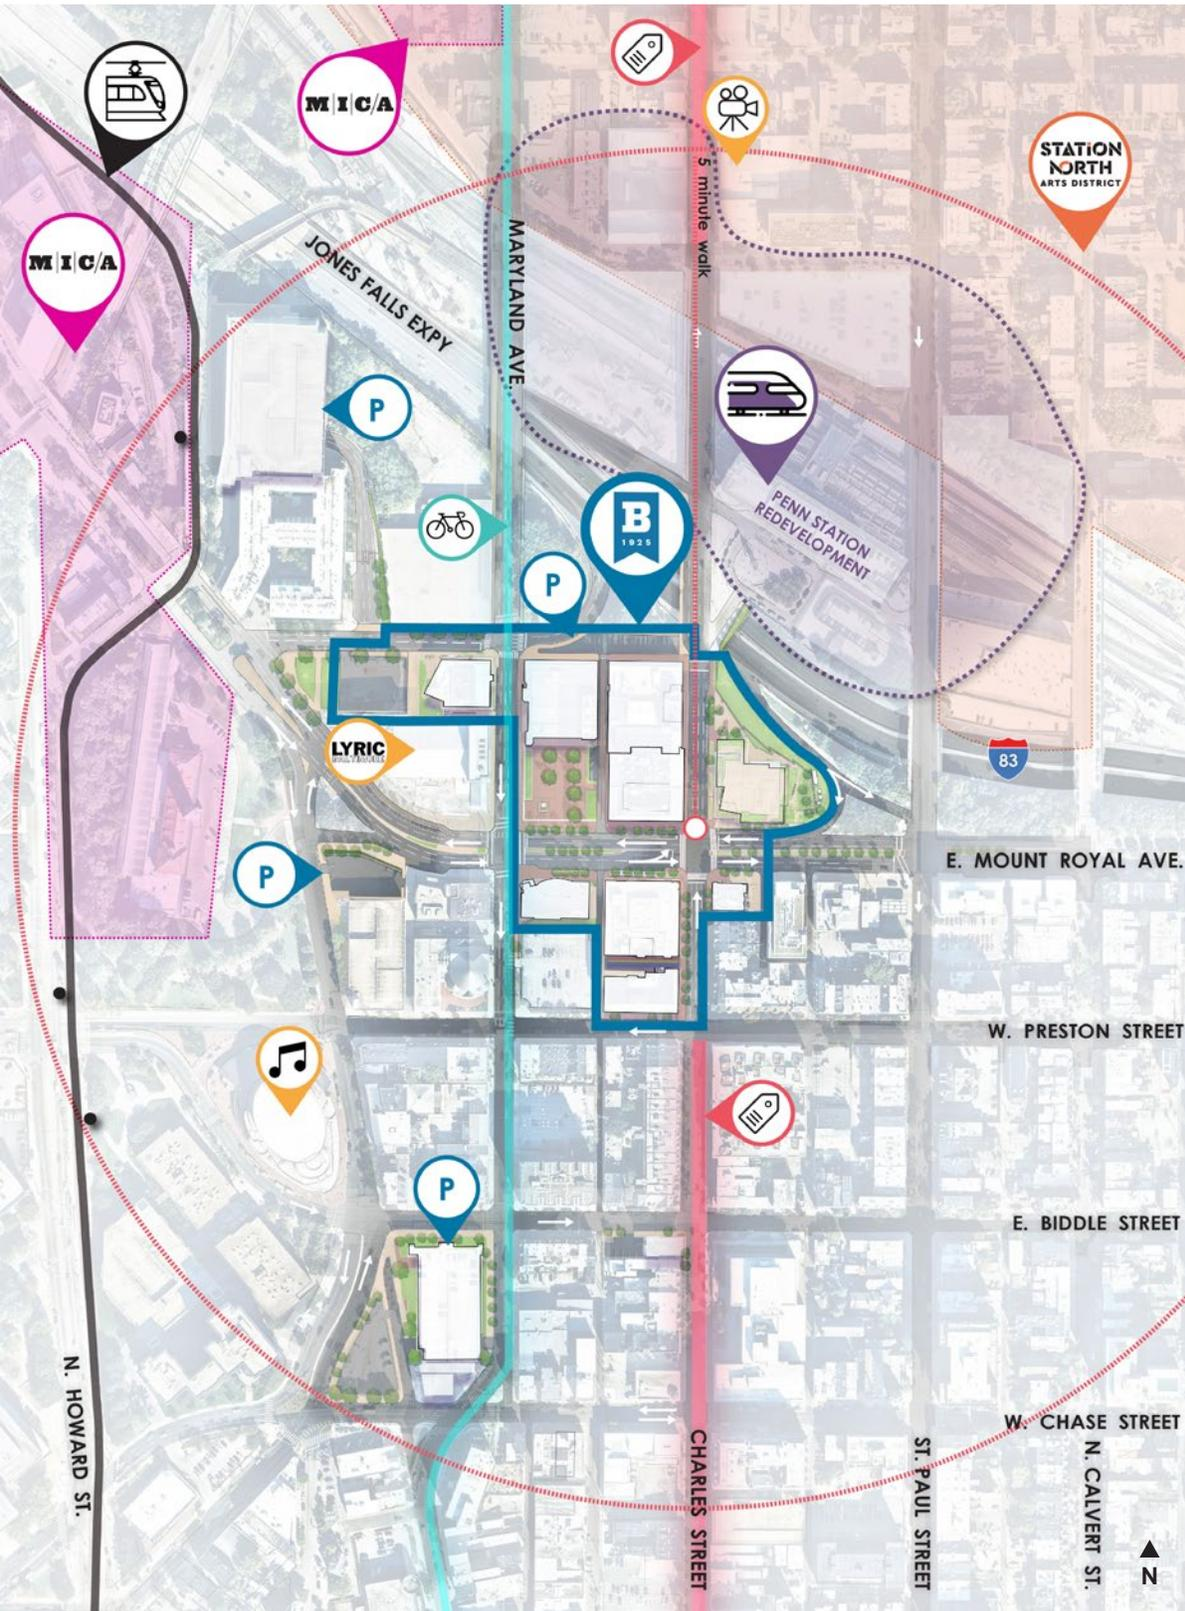 M|I|C/A
STATION
NORTH
ARTS DISTRICT
5 minute walk
M|I|C/A
MARYLAND AVE.
JONES FALLS EXPY
P
B
1925
PENN STATION
REDEVELOPMENT
P
LYRIC
83
E. MOUNT ROYAL AVE.
P
W. PRESTON STREET
P
E. BIDDLE STREET
W. CHASE STREET
N. HOWARD ST.
CHARLES STREET
ST. PAUL STREET
N. CALVERT ST.
N